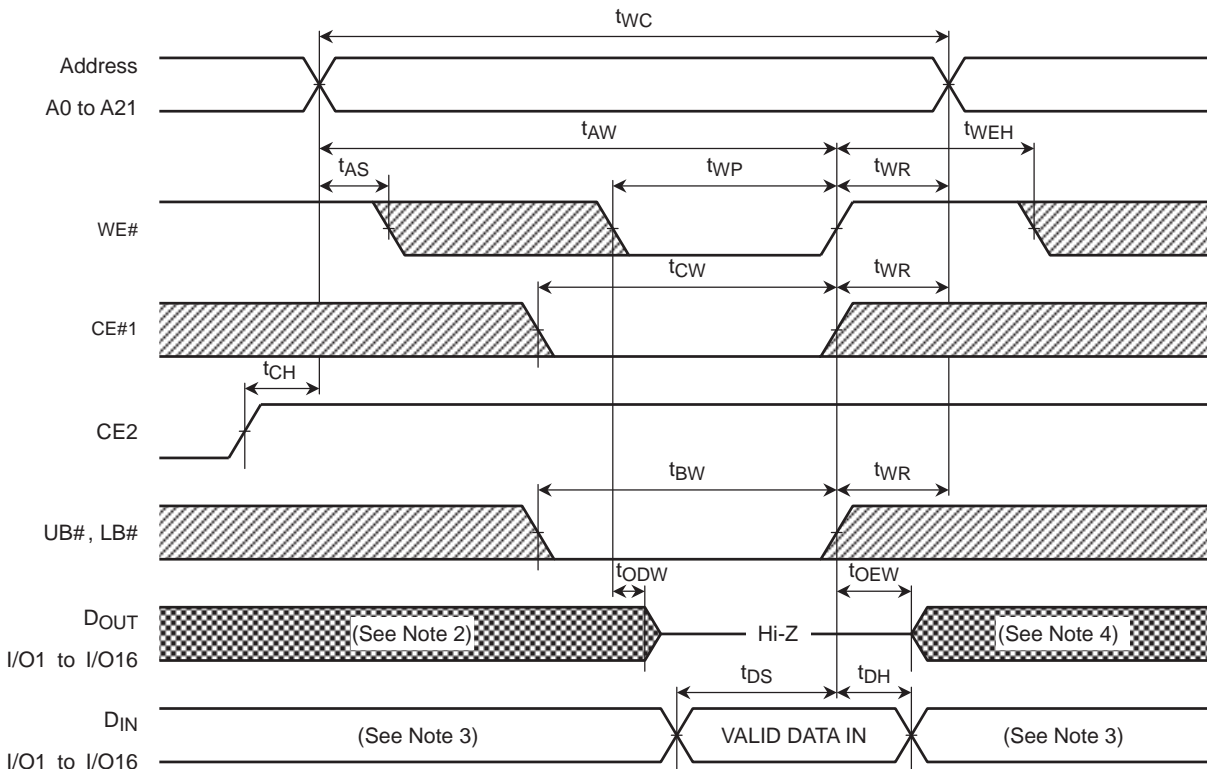 tWC
Address
A0 to A21
tAW
tWEH
tAS
tWP
tWR
WE#
tCW
tWR
CE#1
tCH
CE2
tBW
tWR
UB# , LB#
tODW
tOEW
DOUT
(See Note 2)
Hi-Z
(See Note 4)
I/O1 to I/O16
tDS
tDH
DIN
(See Note 3)
VALID DATA IN
(See Note 3)
I/O1 to I/O16